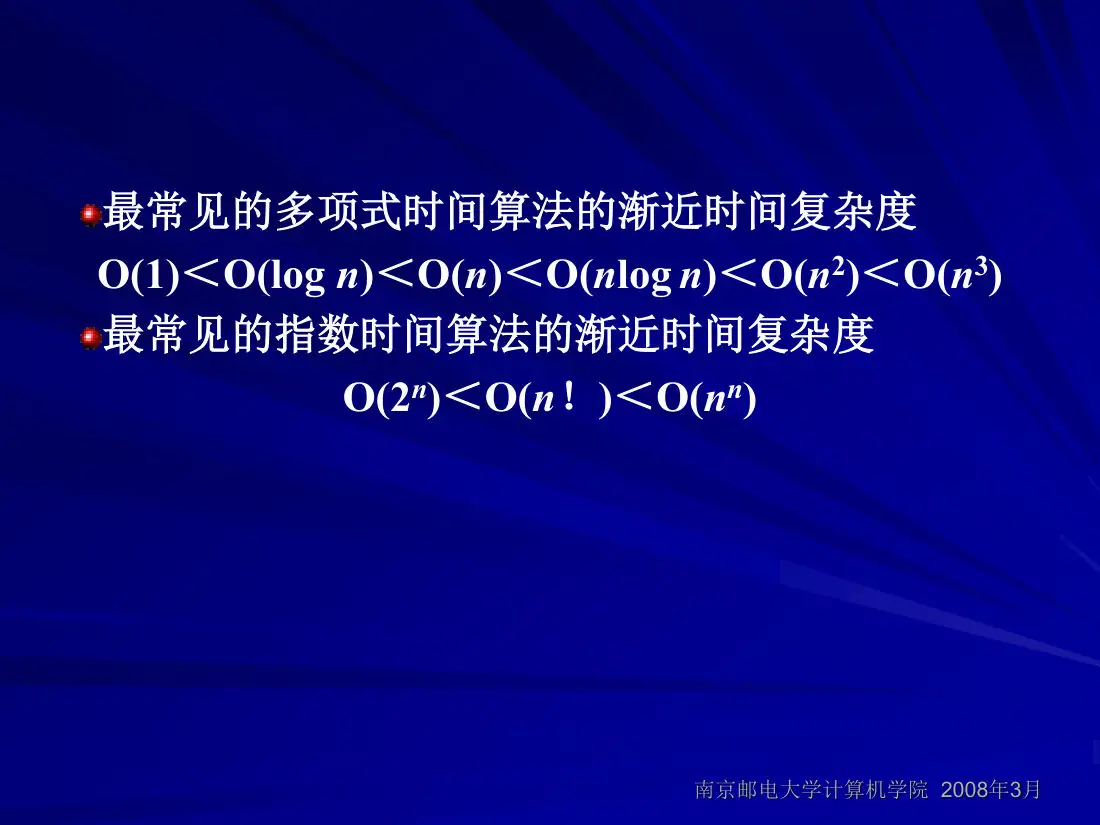 最常见的多项式时间算法的渐近时间复杂度
O(1)＜O(log n)＜O(n)＜O(nlog n)＜O(n²)＜O(n³)
最常见的指数时间算法的渐近时间复杂度
O(2ⁿ)＜O(n！)＜O(nⁿ)
南京邮电大学计算机学院 2008年3月